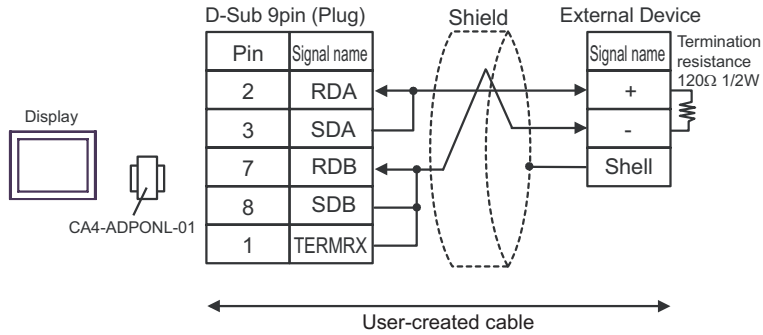 D-Sub 9pin (Plug)
Shield
External Device
Pin
Signal name
Signal name
Termination
resistance
120Ω 1/2W
2
RDA
+
3
SDA
-
7
RDB
Shell
8
SDB
1
TERMRX
Display
CA4-ADPONL-01
User-created cable